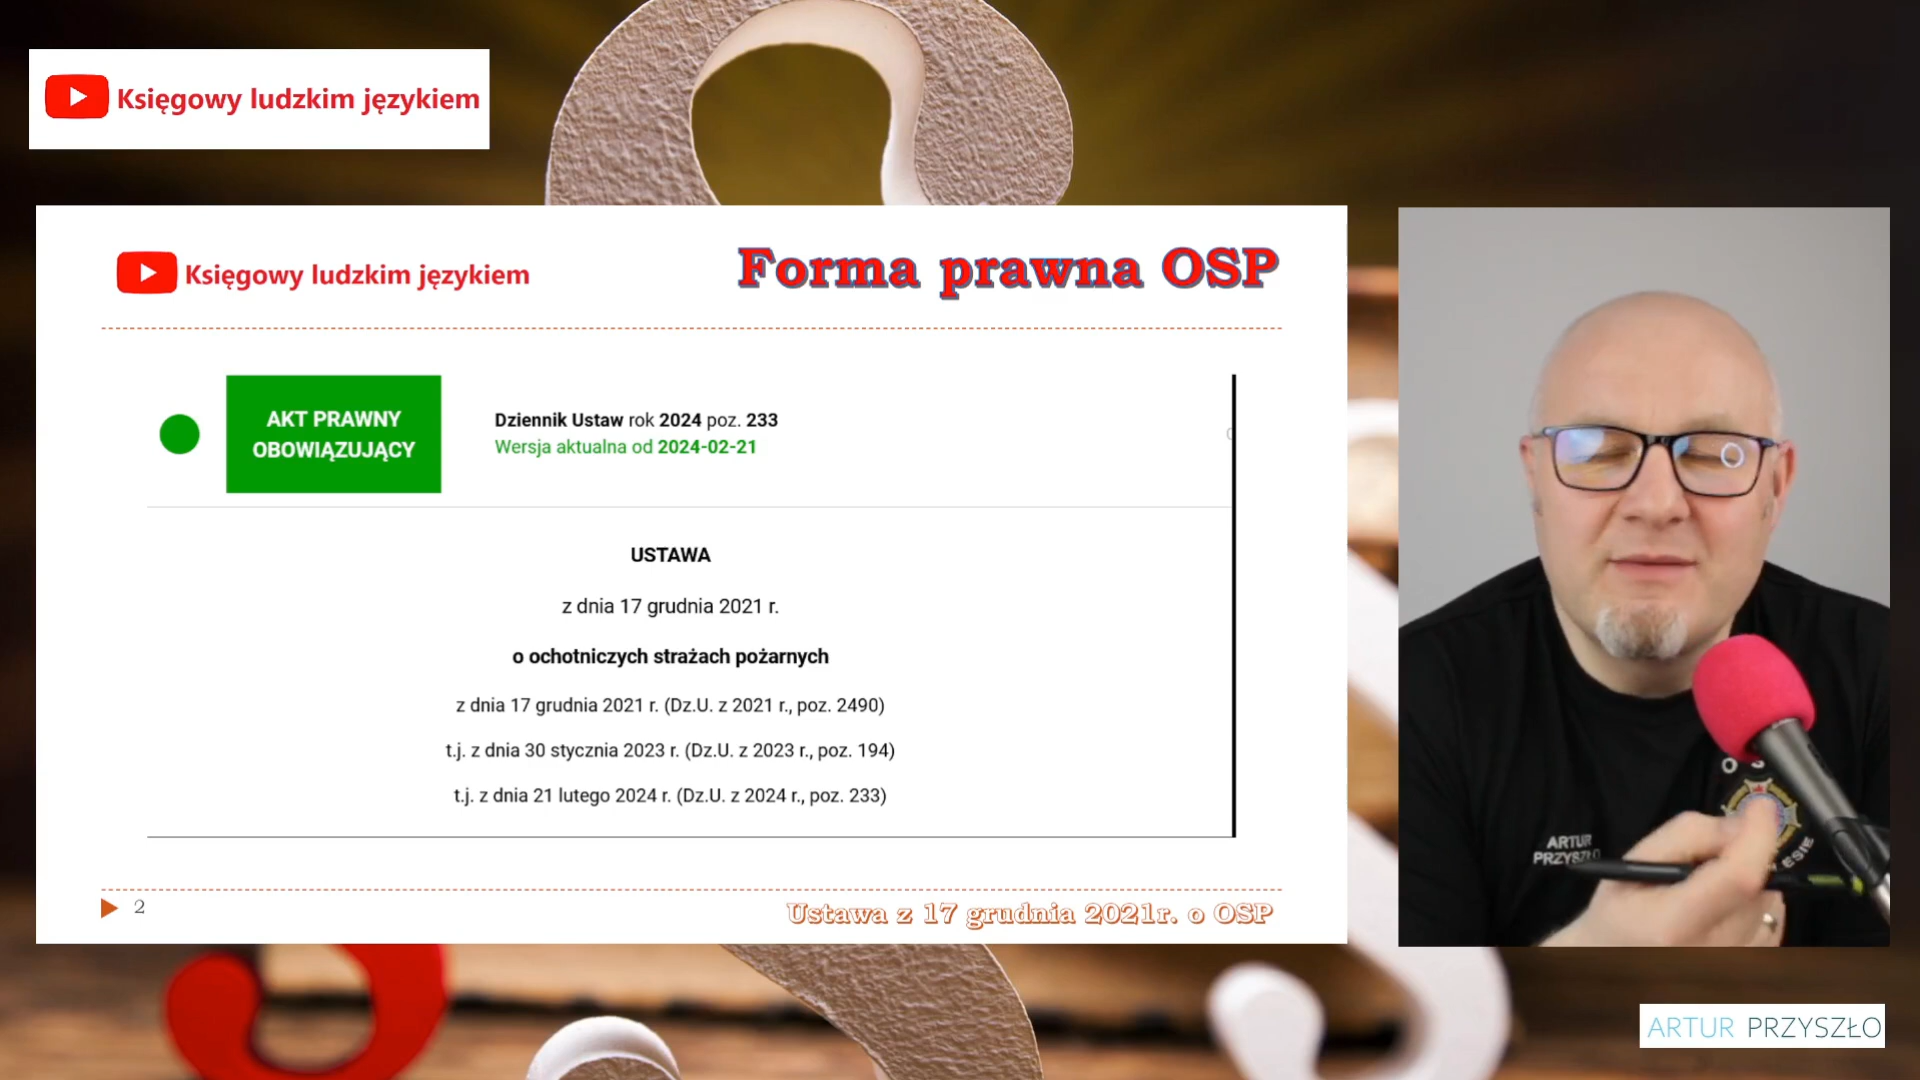 Księgowy ludzkim językiem
Księgowy ludzkim językiem
Forma prawna OSP
AKT PRAWNY
OBOWIĄZUJĄCY
Dziennik Ustaw rok 2024 poz. 233
Wersja aktualna od 2024-02-21
USTAWA
z dnia 17 grudnia 2021 r.
o ochotniczych strażach pożarnych
z dnia 17 grudnia 2021 r. (Dz.U. z 2021 r., poz. 2490)
t.j. z dnia 30 stycznia 2023 r. (Dz.U. z 2023 r., poz. 194)
t.j. z dnia 21 lutego 2024 r. (Dz.U. z 2024 r., poz. 233)
2
Ustawa z 17 grudnia 2021r. o OSP
ARTUR
PRZYSZŁO
ARTUR PRZYSZŁO